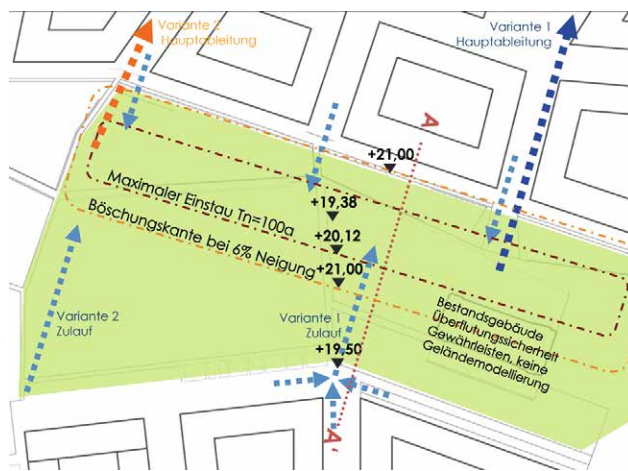 Variante 2
Hauptableitung
Variante 1
Hauptableitung
A
+21,00
Maximaler Einstau Tn=100a
+19,38
Böschungskante bei 6% Neigung
+20,12
+21,00
Variante 2
Zulauf
Variante 1
Zulauf
Bestandsgebäude
Überflutungssicherheit
Gewährleisten, keine
Geländemodellierung
+19,50
A'